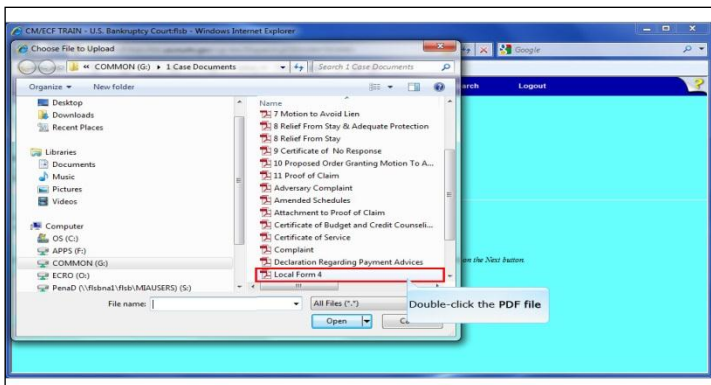 CM/ECF TRAIN - U.S. Bankruptcy Court:flsb - Windows Internet Explorer
Choose File to Upload
Google
« COMMON (G:) ▸ 1 Case Documents
Search 1 Case Documents
Organize ▾ New folder
Logout
?
Desktop
Downloads
Recent Places
Libraries
Documents
Music
Pictures
Videos
Computer
OS (C:)
APPS (F:)
COMMON (G:)
ECRO (O:)
PenaD (\\flsbna1\flsb\MIAUSERS) (S:)
Name
7 Motion to Avoid Lien
8 Relief From Stay & Adequate Protection
8 Relief From Stay
9 Certificate of No Response
10 Proposed Order Granting Motion To A...
11 Proof of Claim
Adversary Complaint
Amended Schedules
Attachment to Proof of Claim
Certificate of Budget and Credit Counseli...
Certificate of Service
Complaint
Declaration Regarding Payment Advices
Local Form 4
on the Next button.
File name:
All Files (*.*)
Open
Double-click the PDF file